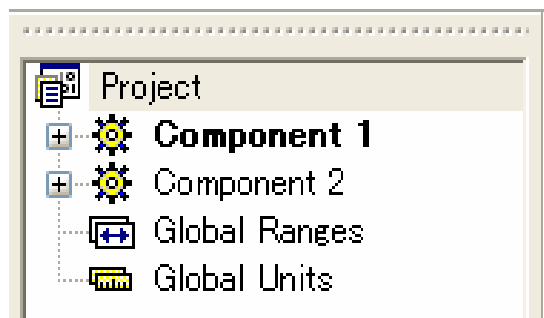 Project
Component 1
Component 2
Global Ranges
Global Units